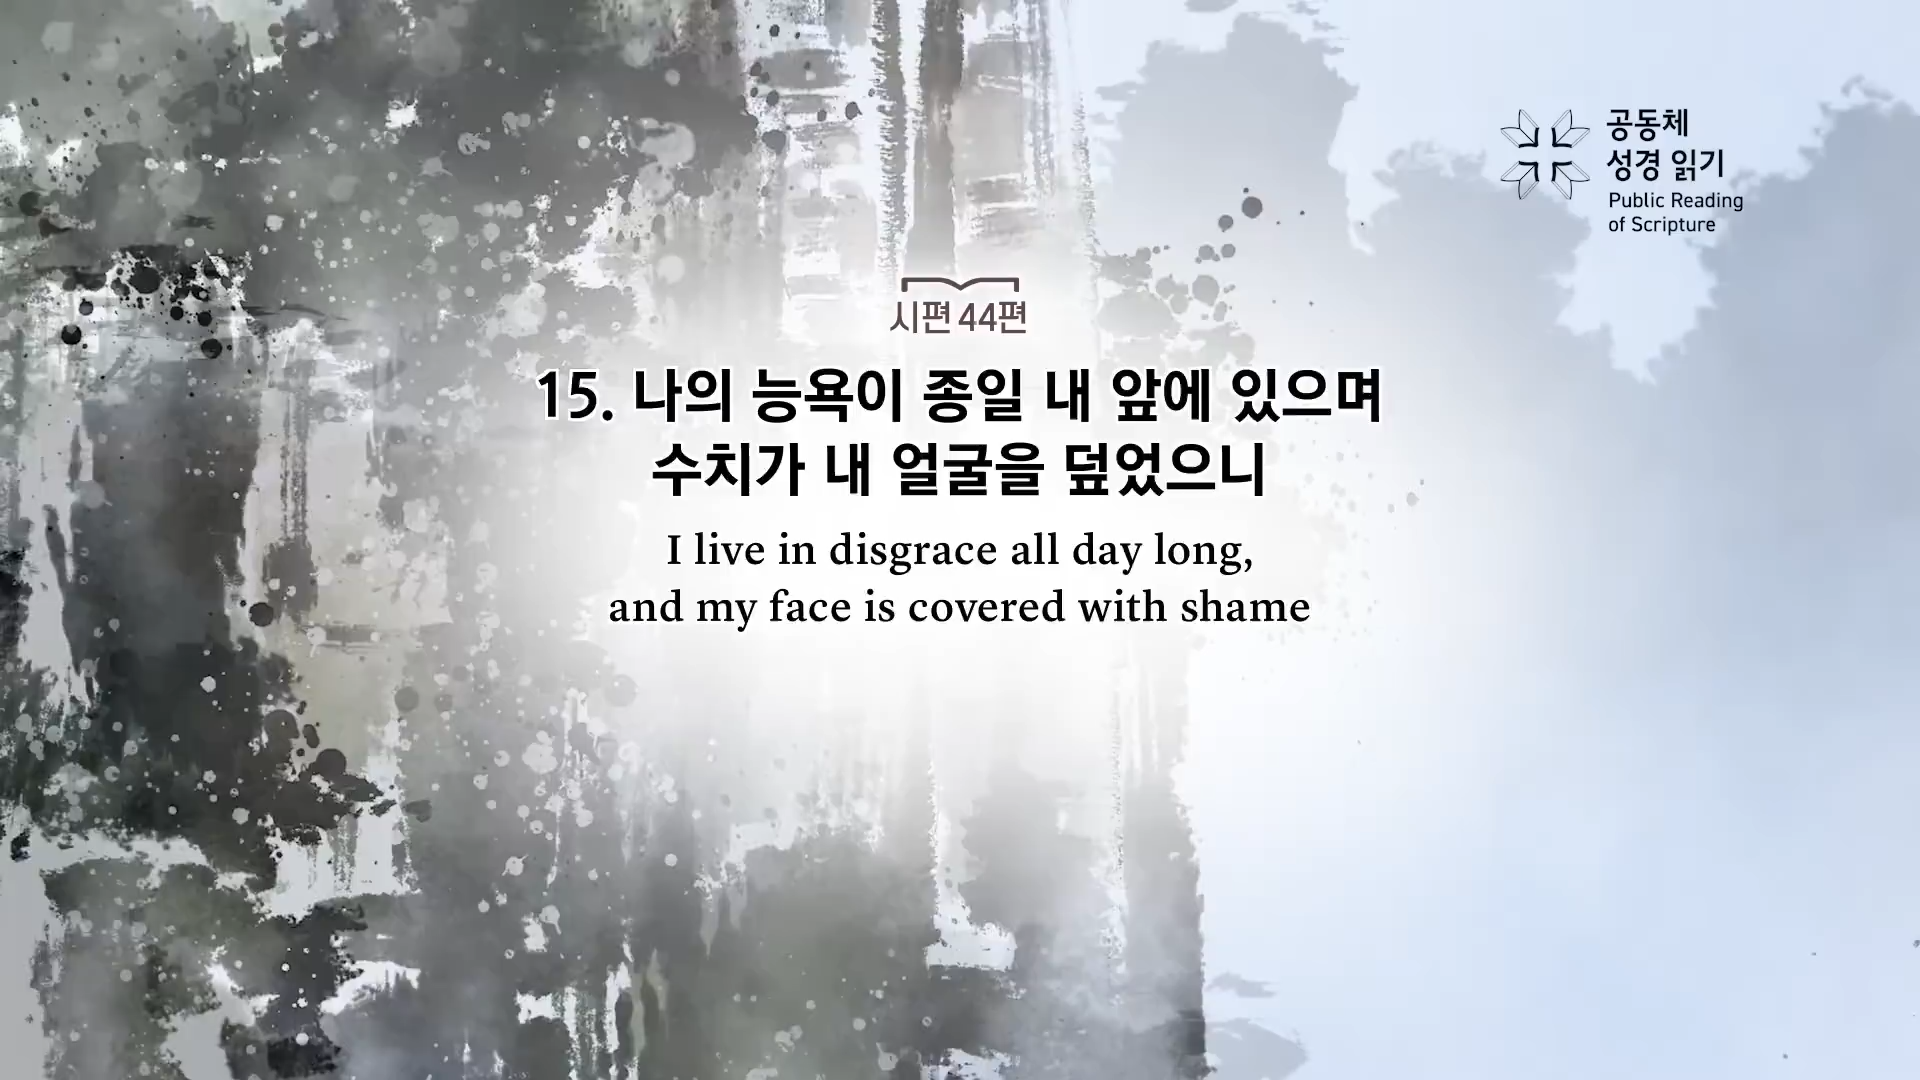 공동체
성경 읽기
Public Reading
of Scripture
시편 44편
15. 나의 능욕이 종일 내 앞에 있으며
수치가 내 얼굴을 덮었으니
I live in disgrace all day long,
and my face is covered with shame